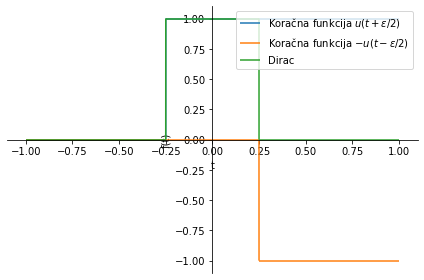 Koračna funkcija u(t + ε/2)
Koračna funkcija −u(t − ε/2)
Dirac
1.00
0.75
0.50
0.25
0.00
−0.25
−0.50
−0.75
−1.00
−1.00 −0.75 −0.50 −0.25 0.00 0.25 0.50 0.75 1.00
t